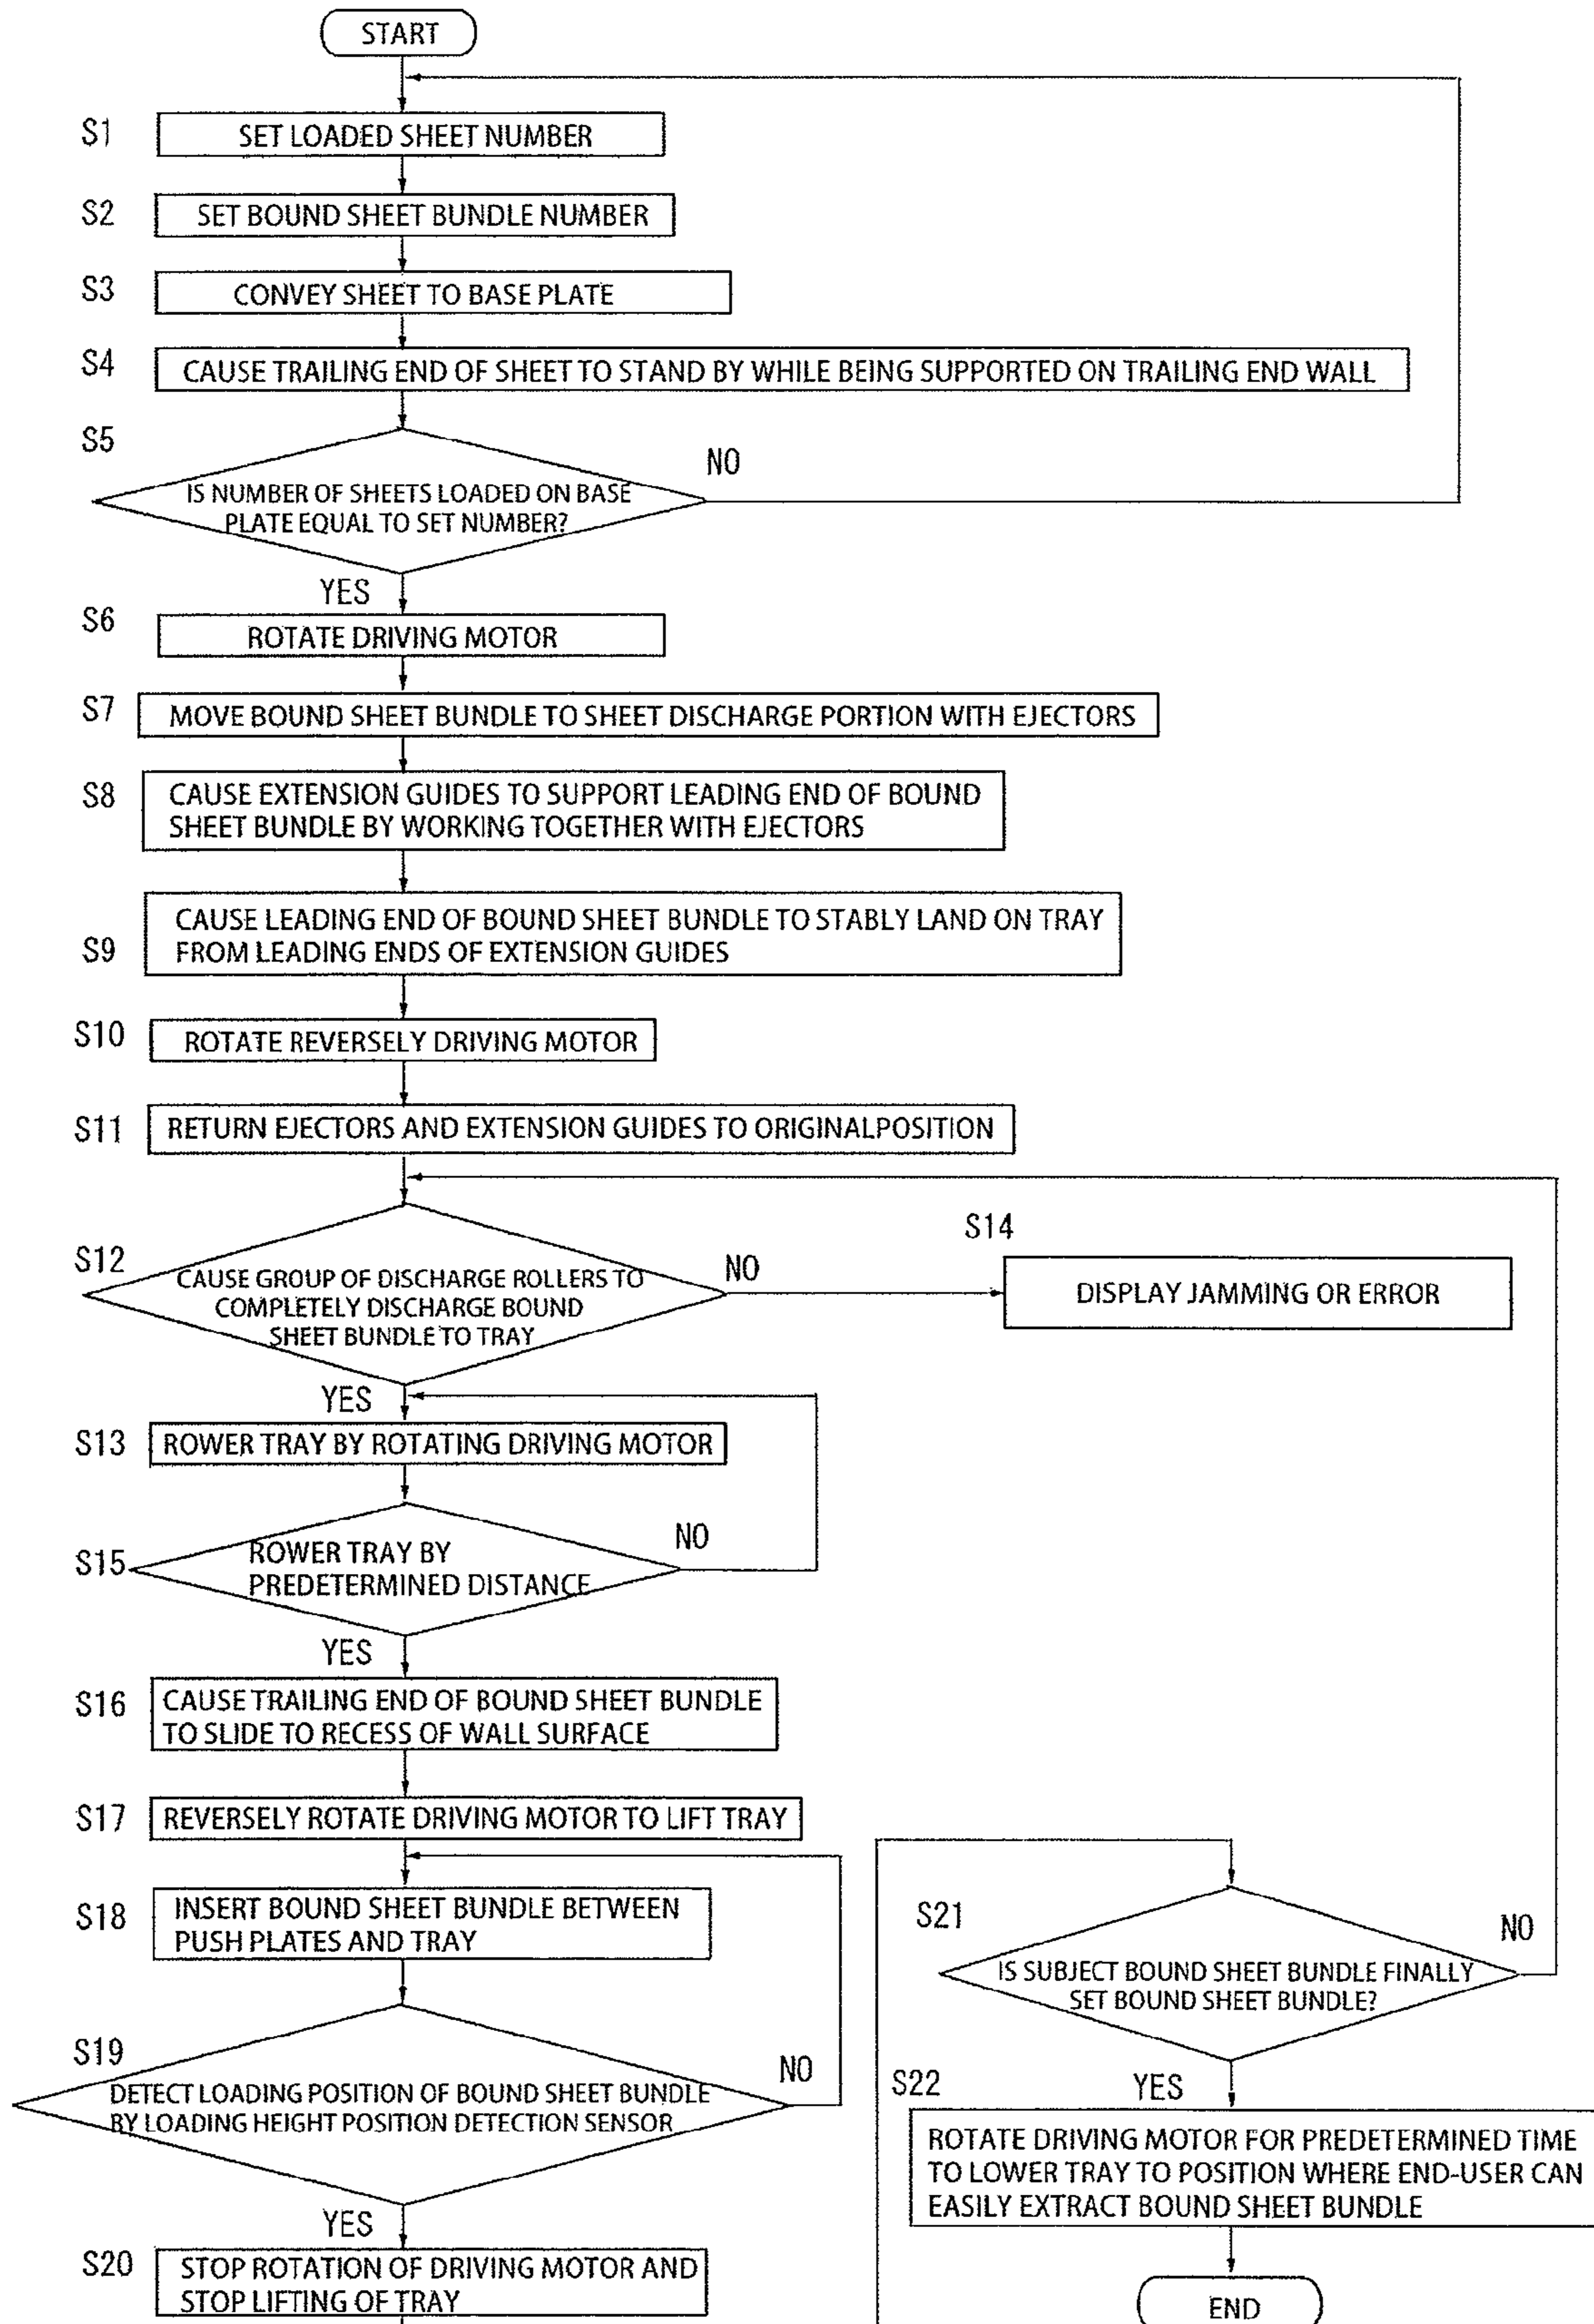 START
S1
SET LOADED SHEET NUMBER
S2
SET BOUND SHEET BUNDLE NUMBER
S3
CONVEY SHEET TO BASE PLATE
S4
CAUSE TRAILING END OF SHEET TO STAND BY WHILE BEING SUPPORTED ON TRAILING END WALL
S5
NO
IS NUMBER OF SHEETS LOADED ON BASE
PLATE EQUAL TO SET NUMBER?
YES
S6
ROTATE DRIVING MOTOR
S7
MOVE BOUND SHEET BUNDLE TO SHEET DISCHARGE PORTION WITH EJECTORS
S8
CAUSE EXTENSION GUIDES TO SUPPORT LEADING END OF BOUND
SHEET BUNDLE BY WORKING TOGETHER WITH EJECTORS
S9
CAUSE LEADING END OF BOUND SHEET BUNDLE TO STABLY LAND ON TRAY
FROM LEADING ENDS OF EXTENSION GUIDES
S10
ROTATE REVERSELY DRIVING MOTOR
S11
RETURN EJECTORS AND EXTENSION GUIDES TO ORIGINALPOSITION
S12
CAUSE GROUP OF DISCHARGE ROLLERS TO
COMPLETELY DISCHARGE BOUND
SHEET BUNDLE TO TRAY
NO
S14
DISPLAY JAMMING OR ERROR
YES
S13
ROWER TRAY BY ROTATING DRIVING MOTOR
S15
ROWER TRAY BY
PREDETERMINED DISTANCE
NO
YES
S16
CAUSE TRAILING END OF BOUND SHEET BUNDLE
TO SLIDE TO RECESS OF WALL SURFACE
S17
REVERSELY ROTATE DRIVING MOTOR TO LIFT TRAY
S18
INSERT BOUND SHEET BUNDLE BETWEEN
PUSH PLATES AND TRAY
S19
DETECT LOADING POSITION OF BOUND SHEET BUNDLE
BY LOADING HEIGHT POSITION DETECTION SENSOR
NO
YES
S20
STOP ROTATION OF DRIVING MOTOR AND
STOP LIFTING OF TRAY
S21
IS SUBJECT BOUND SHEET BUNDLE FINALLY
SET BOUND SHEET BUNDLE?
NO
YES
S22
ROTATE DRIVING MOTOR FOR PREDETERMINED TIME
TO LOWER TRAY TO POSITION WHERE END-USER CAN
EASILY EXTRACT BOUND SHEET BUNDLE
END